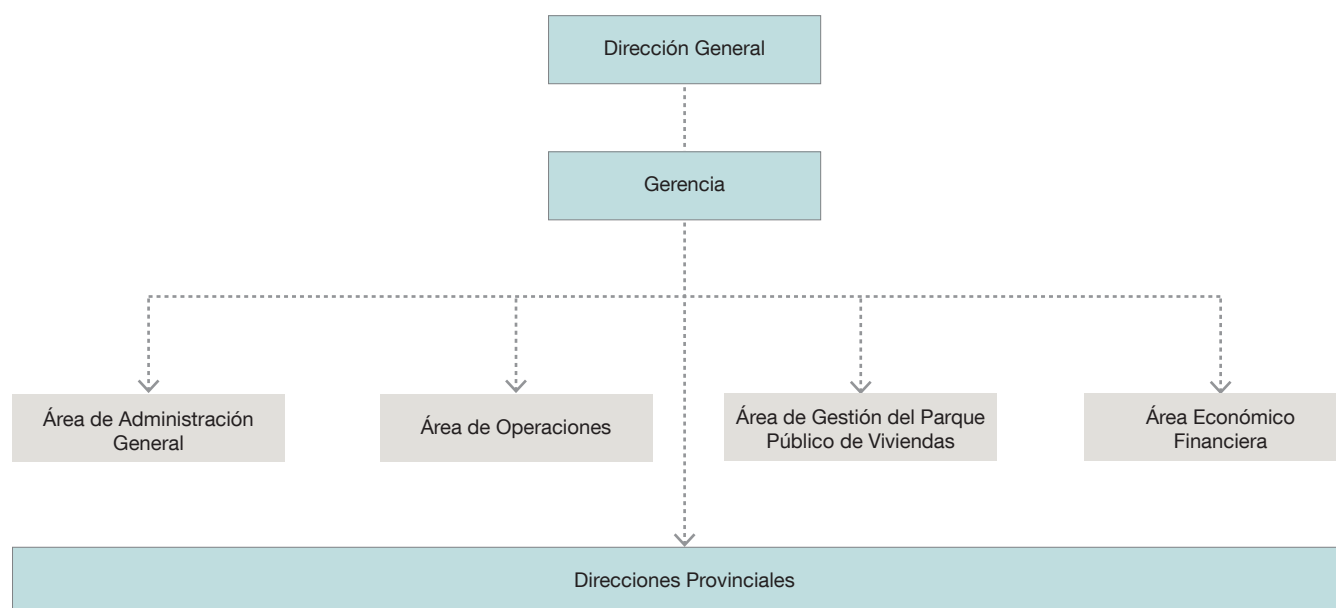 Dirección General
Gerencia
Área de Administración
General
Área de Operaciones
Área de Gestión del Parque
Público de Viviendas
Área Económico
Financiera
Direcciones Provinciales